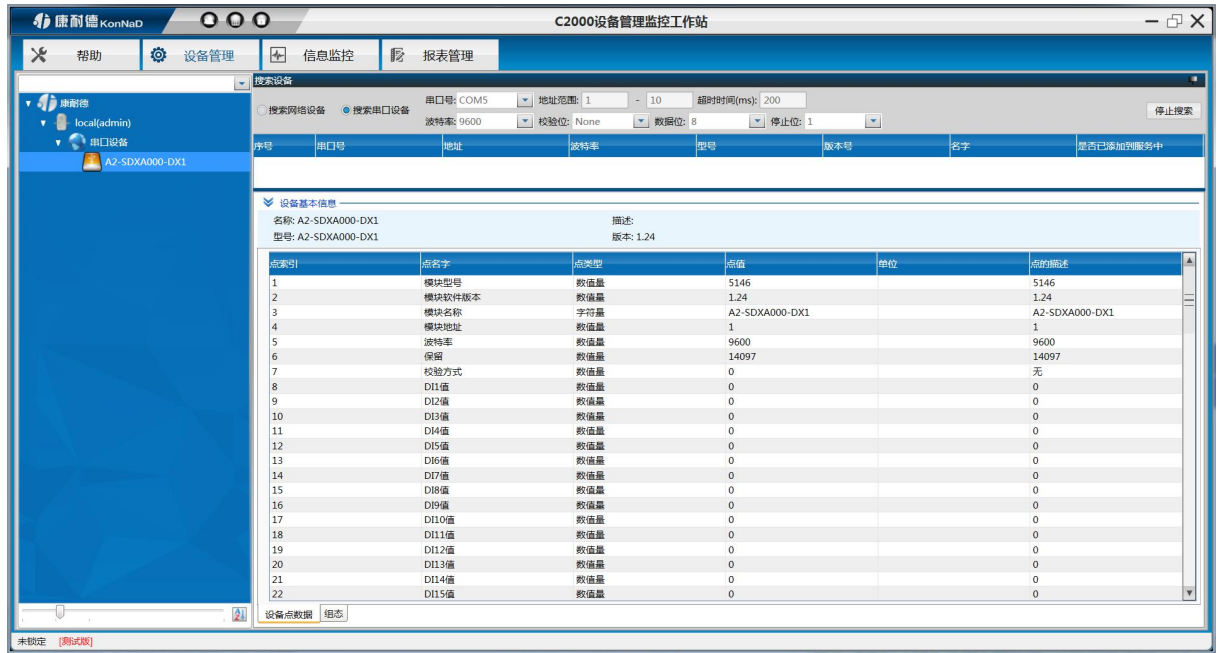 康耐德 KonNaD C2000设备管理监控工作站
帮助 设备管理 信息监控 报表管理
康耐德
local(admin)
串口设备
A2-SDXA000-DX1
搜索设备
搜索网络设备 搜索串口设备 串口号: COM5 地址范围: 1 - 10 超时时间(ms): 200
波特率: 9600 校验位: None 数据位: 8 停止位: 1 停止搜索
序号 串口号 地址 波特率 型号 版本号 名字 是否已添加到服务中
设备基本信息
名称: A2-SDXA000-DX1 描述:
型号: A2-SDXA000-DX1 版本: 1.24
点索引 点名字 点类型 点值 单位 点的描述
1 模块型号 数值量 5146 5146
2 模块软件版本 数值量 1.24 1.24
3 模块名称 字符量 A2-SDXA000-DX1 A2-SDXA000-DX1
4 模块地址 数值量 1 1
5 波特率 数值量 9600 9600
6 保留 数值量 14097 14097
7 校验方式 数值量 0 无
8 DI1值 数值量 0 0
9 DI2值 数值量 0 0
10 DI3值 数值量 0 0
11 DI4值 数值量 0 0
12 DI5值 数值量 0 0
13 DI6值 数值量 0 0
14 DI7值 数值量 0 0
15 DI8值 数值量 0 0
16 DI9值 数值量 0 0
17 DI10值 数值量 0 0
18 DI11值 数值量 0 0
19 DI12值 数值量 0 0
20 DI13值 数值量 0 0
21 DI14值 数值量 0 0
22 DI15值 数值量 0 0
设备点数据 组态
未锁定 [测试版]